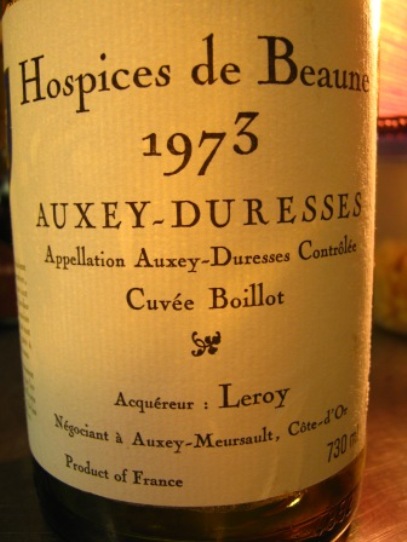 Hospices de Beaune
1973
AUXEY-DURESSES
Appellation Auxey-Duresses Contrôlée
Cuvée Boillot
Acquéreur : Leroy
Négociant à Auxey-Meursault, Côte-d'Or
Product of France
730 ml